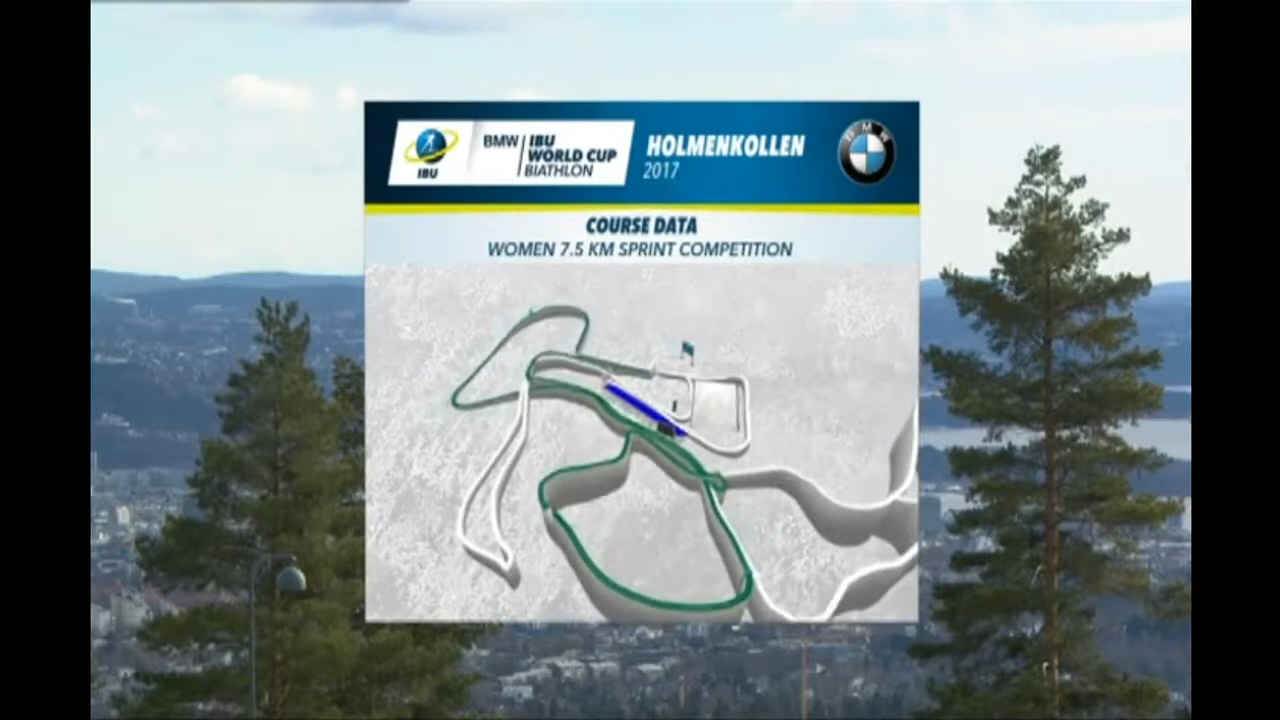 IBU
BMW
IBU
WORLD CUP
BIATHLON
HOLMENKOLLEN
2017
BMW
COURSE DATA
WOMEN 7.5 KM SPRINT COMPETITION